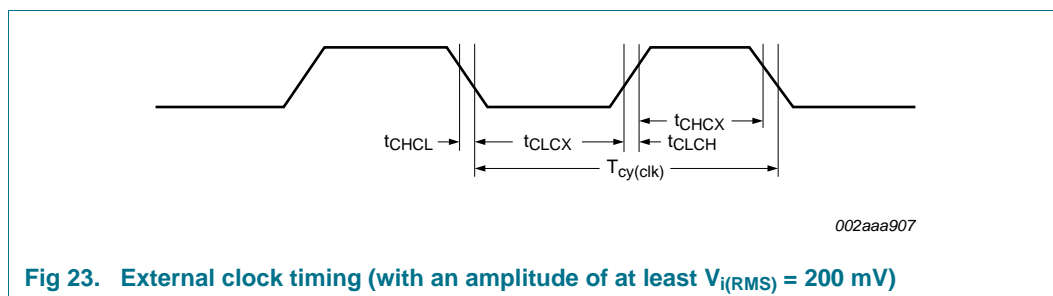 tCHCX
tCHCL tCLCX tCLCH
Tcy(clk)
002aaa907
Fig 23. External clock timing (with an amplitude of at least Vi(RMS) = 200 mV)